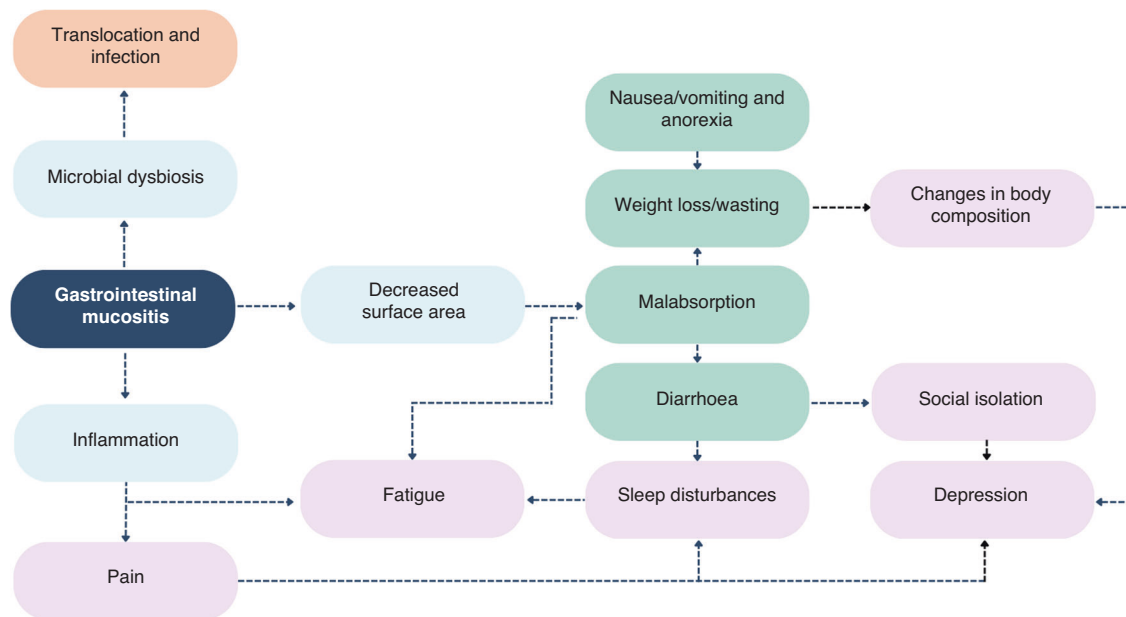 Translocation and
infection
Nausea/vomiting and
anorexia
Microbial dysbiosis
Weight loss/wasting
Changes in body
composition
Gastrointestinal
mucositis
Decreased
surface area
Malabsorption
Diarrhoea
Social isolation
Inflammation
Fatigue
Sleep disturbances
Depression
Pain